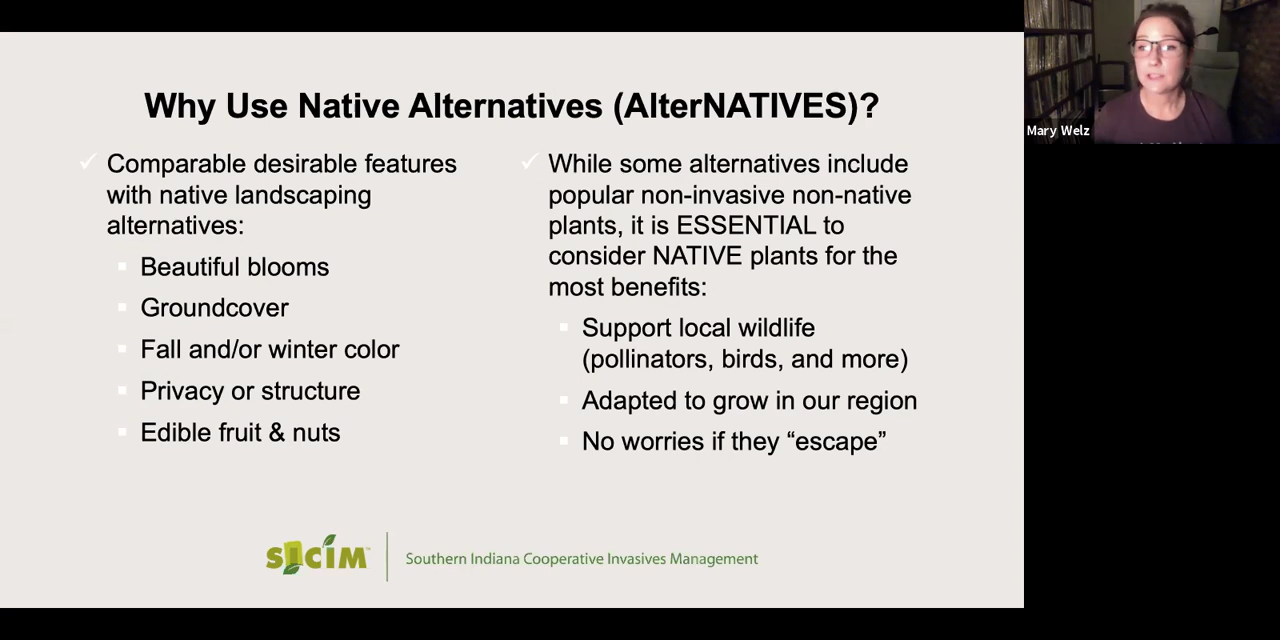 Why Use Native Alternatives (AlterNATIVES)?
Comparable desirable features
with native landscaping
alternatives:
Beautiful blooms
Groundcover
Fall and/or winter color
Privacy or structure
Edible fruit & nuts
While some alternatives include
popular non-invasive non-native
plants, it is ESSENTIAL to
consider NATIVE plants for the
most benefits:
Support local wildlife
(pollinators, birds, and more)
Adapted to grow in our region
No worries if they “escape”
SICIM™
Southern Indiana Cooperative Invasives Management
Mary Welz